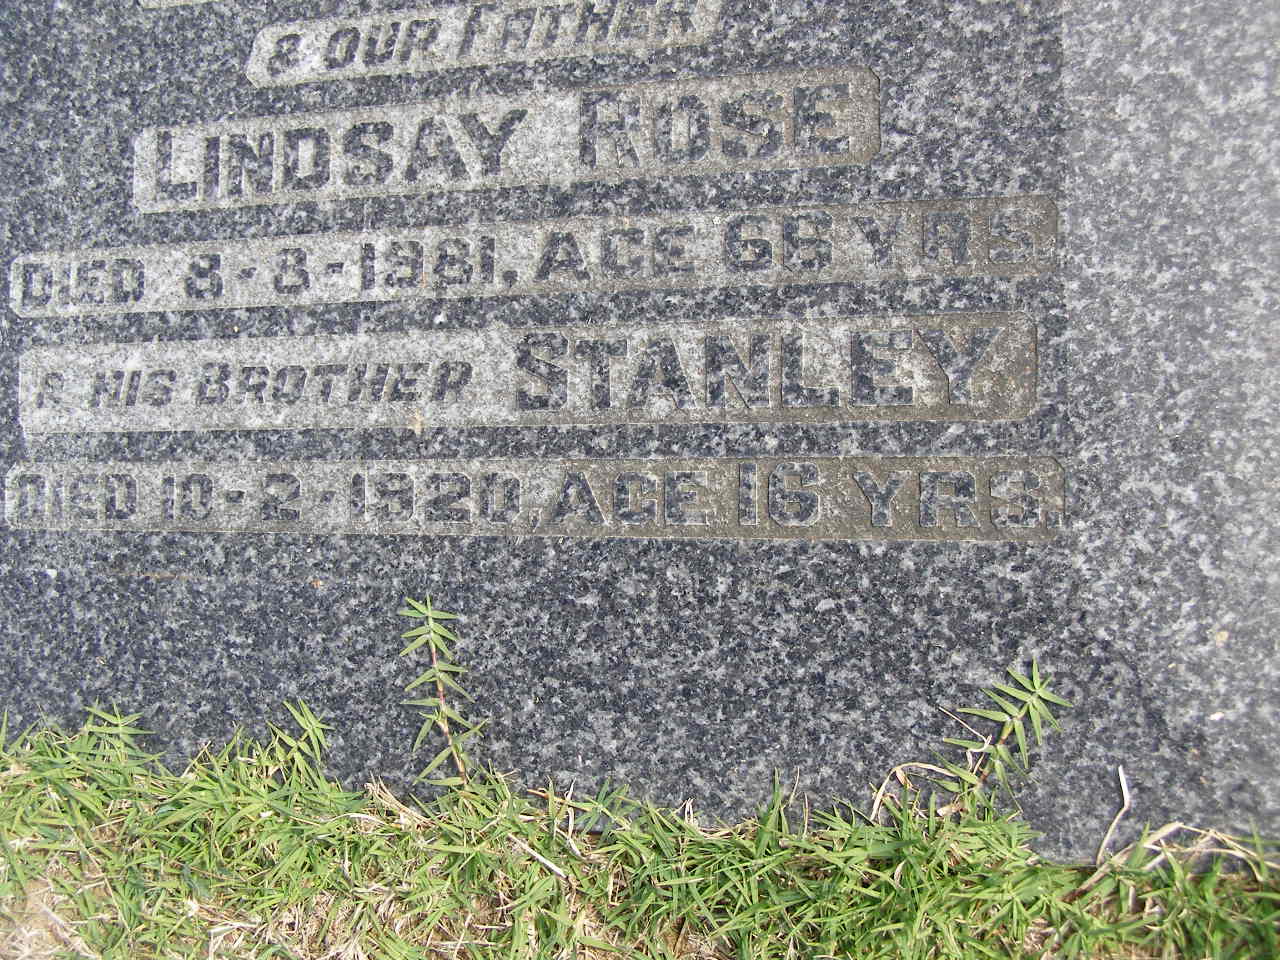 & OUR FATHER
LINDSAY ROSE
DIED 8-8-1981, AGE 68 YRS
& HIS BROTHER STANLEY
DIED 10-2-1920, AGE 16 YRS.